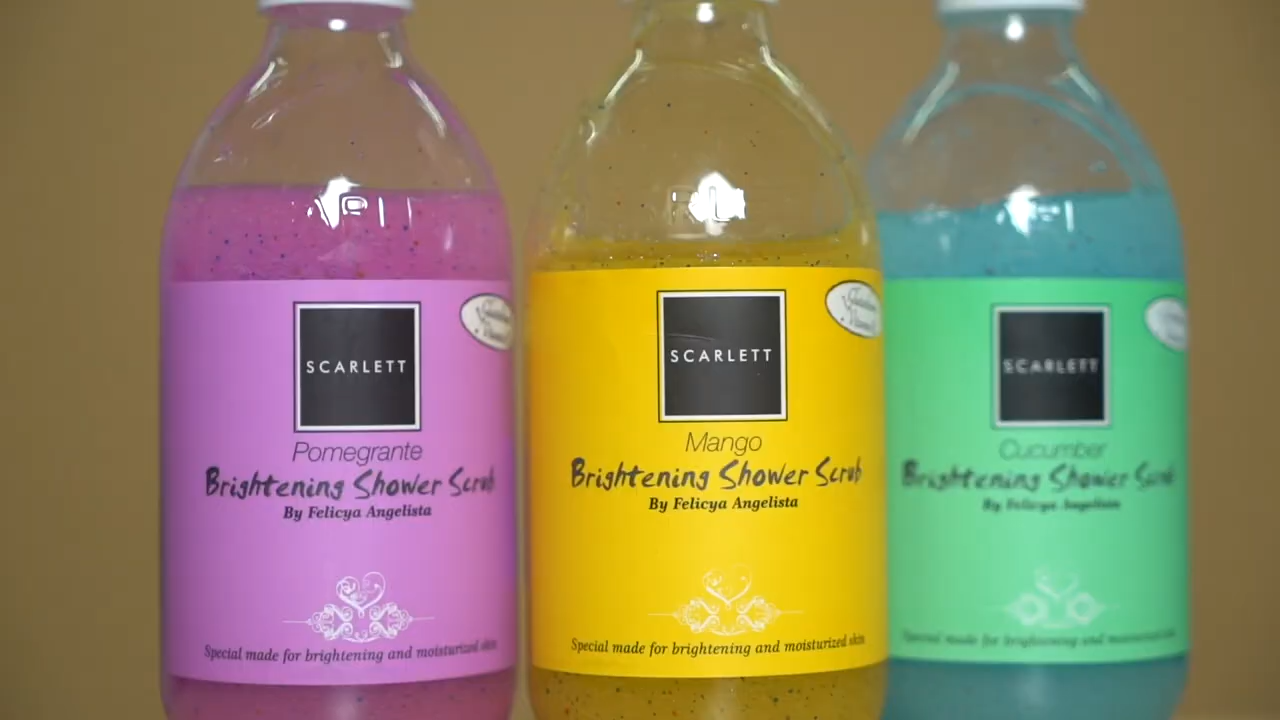 SCARLETT
Pomegrante
Brightening Shower Scrub
By Felicya Angelista
Special made for brightening and moisturized skin
SCARLETT
Mango
Brightening Shower Scrub
By Felicya Angelista
Special made for brightening and moisturized skin
SCARLETT
Cucumber
Brightening Shower Scrub
By Felicya Angelista
Special made for brightening and moisturized